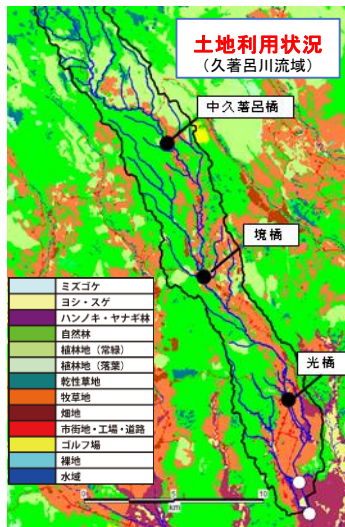 土地利用状況
(久著呂川流域)
中久著呂橋
境橋
光橋
ミズゴケ
ヨシ・スゲ
ハンノキ・ヤナギ林
自然林
植林地(常緑)
植林地(落葉)
乾性草地
牧草地
畑地
市街地・工場・道路
ゴルフ場
裸地
水域
0 5 10
km